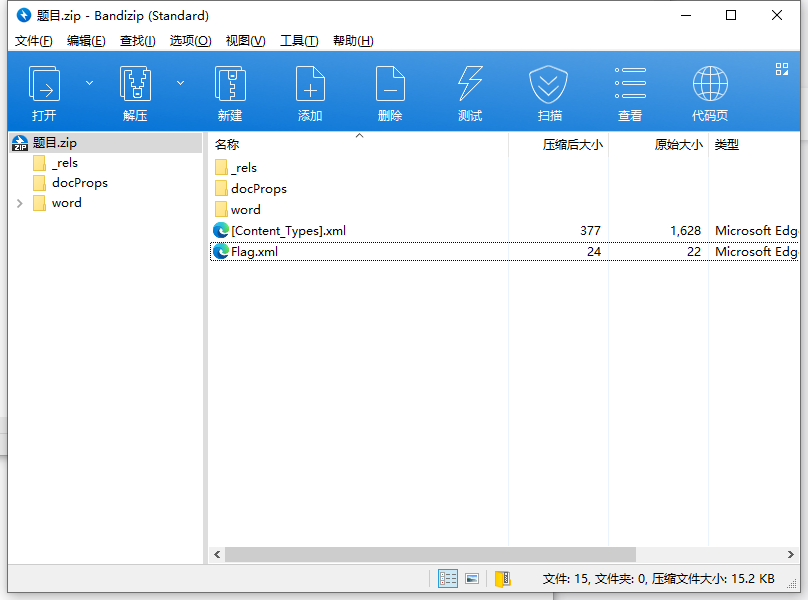 题目.zip - Bandizip (Standard)
文件(F) 编辑(E) 查找(I) 选项(O) 视图(V) 工具(T) 帮助(H)
打开 解压 新建 添加 删除 测试 扫描 查看 代码页
题目.zip
_rels
docProps
word
名称 压缩后大小 原始大小 类型
_rels
docProps
word
[Content_Types].xml 377 1,628 Microsoft Edg
Flag.xml 24 22 Microsoft Edg
文件: 15, 文件夹: 0, 压缩文件大小: 15.2 KB